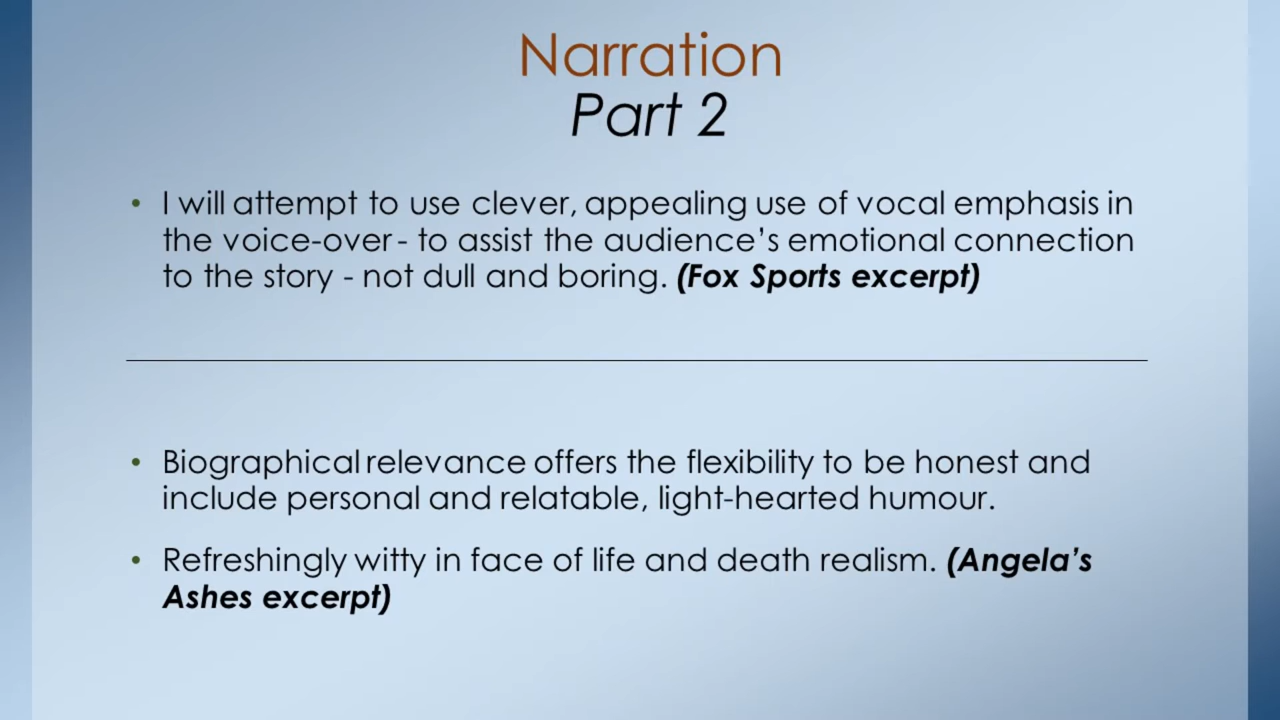 Narration
Part 2
• I will attempt to use clever, appealing use of vocal emphasis in
the voice-over - to assist the audience’s emotional connection
to the story - not dull and boring. (Fox Sports excerpt)
• Biographical relevance offers the flexibility to be honest and
include personal and relatable, light-hearted humour.
• Refreshingly witty in face of life and death realism. (Angela’s
Ashes excerpt)